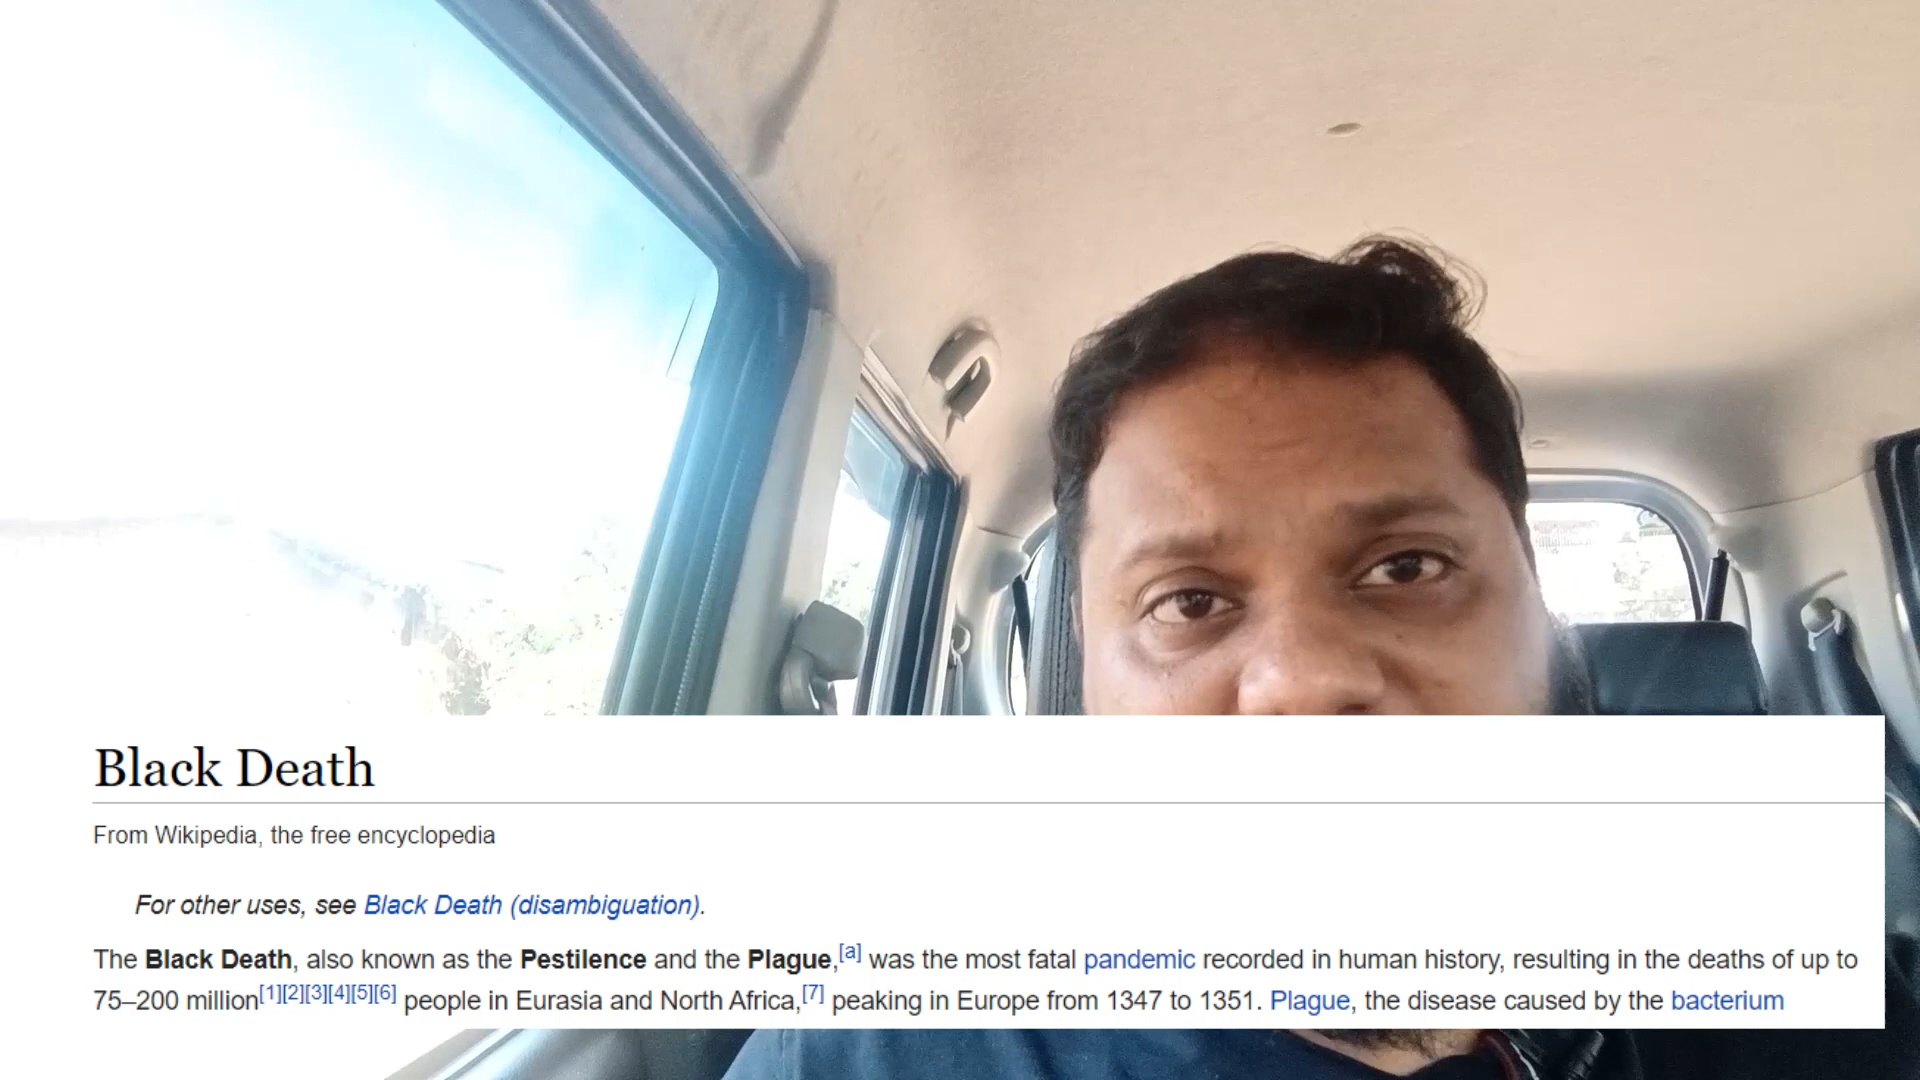 Black Death
From Wikipedia, the free encyclopedia
For other uses, see Black Death (disambiguation).
The Black Death, also known as the Pestilence and the Plague,[a] was the most fatal pandemic recorded in human history, resulting in the deaths of up to
75–200 million[1][2][3][4][5][6] people in Eurasia and North Africa,[7] peaking in Europe from 1347 to 1351. Plague, the disease caused by the bacterium